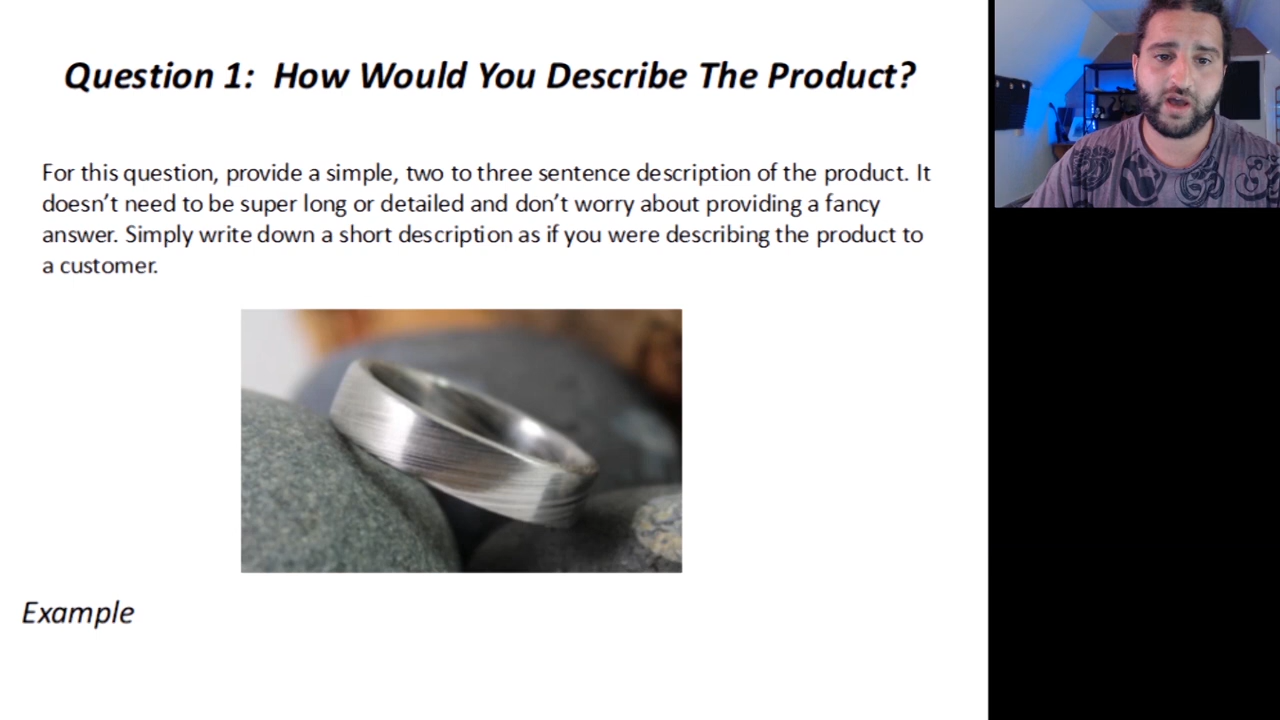 Question 1:  How Would You Describe The Product?
For this question, provide a simple, two to three sentence description of the product. It
doesn’t need to be super long or detailed and don’t worry about providing a fancy
answer. Simply write down a short description as if you were describing the product to
a customer.
Example